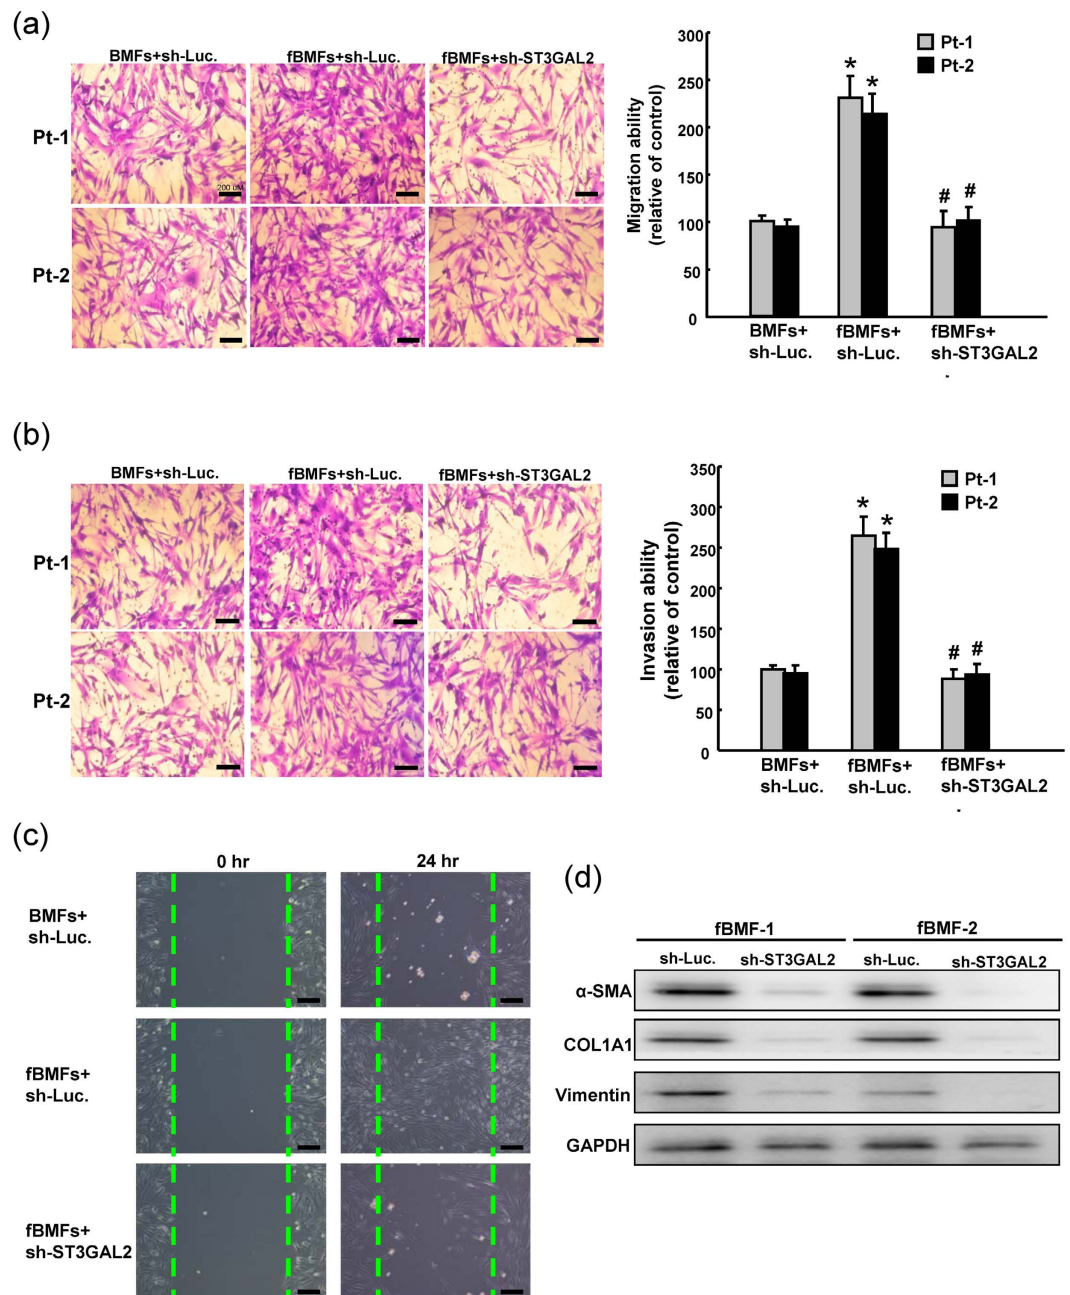 (a)
BMFs+sh-Luc. fBMFs+sh-Luc. fBMFs+sh-ST3GAL2
Pt-1
200 uM
Pt-2
Migration ability
(relative of control)
300
250
200
150
100
50
0
Pt-1
Pt-2
* *
# #
BMFs+
sh-Luc.
fBMFs+
sh-Luc.
fBMFs+
sh-ST3GAL2
(b)
BMFs+sh-Luc. fBMFs+sh-Luc. fBMFs+sh-ST3GAL2
Pt-1
Pt-2
Invasion ability
(relative of control)
350
300
250
200
150
100
50
0
Pt-1
Pt-2
* *
# #
BMFs+
sh-Luc.
fBMFs+
sh-Luc.
fBMFs+
sh-ST3GAL2
(c)
0 hr 24 hr
BMFs+
sh-Luc.
fBMFs+
sh-Luc.
fBMFs+
sh-ST3GAL2
(d)
fBMF-1 fBMF-2
sh-Luc. sh-ST3GAL2 sh-Luc. sh-ST3GAL2
α-SMA
COL1A1
Vimentin
GAPDH